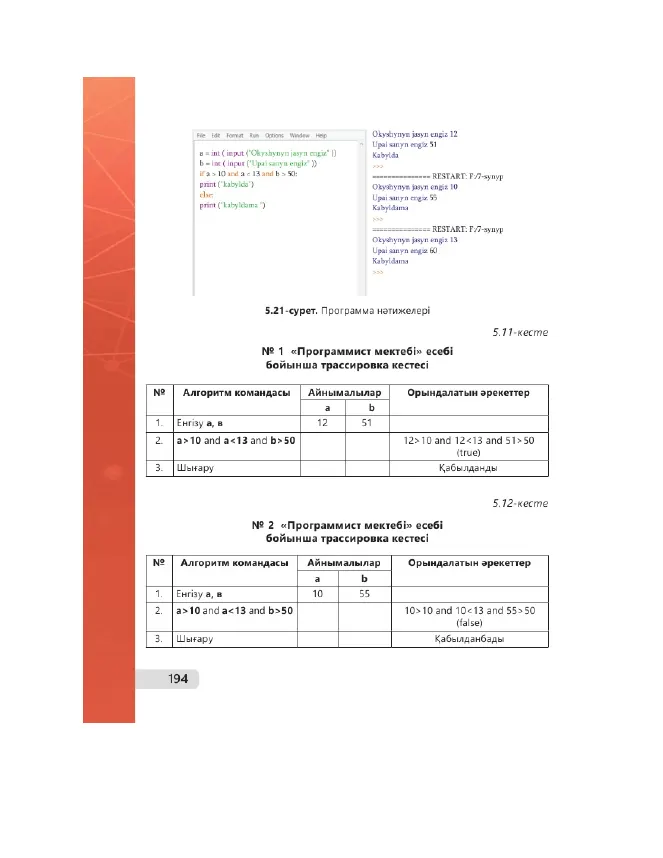 File Edit Format Run Options Window Help
a = int ( input ("Okyshynyn jasyn engiz" ))
b = int ( input ("Upai sanyn engiz" ))
if a > 10 and a < 13 and b > 50:
print ("kabylda")
else:
print ("kabyldama ")
Okyshynyn jasyn engiz 12
Upai sanyn engiz 51
Kabylda
>>>
=============== RESTART: F:/7-synyp
Okyshynyn jasyn engiz 10
Upai sanyn engiz 55
Kabyldama
>>>
=============== RESTART: F:/7-synyp
Okyshynyn jasyn engiz 13
Upai sanyn engiz 60
Kabyldama
>>>
5.21-сурет. Программа нәтижелері
5.11-кесте
№ 1 «Программист мектебі» есебі
бойынша трассировка кестесі
№ Алгоритм командасы Айнымалылар Орындалатын әрекеттер
a b
1. Енгізу а, в 12 51
2. a>10 and a<13 and b>50 12>10 and 12<13 and 51>50
(true)
3. Шығару Қабылданды
5.12-кесте
№ 2 «Программист мектебі» есебі
бойынша трассировка кестесі
№ Алгоритм командасы Айнымалылар Орындалатын әрекеттер
a b
1. Енгізу а, в 10 55
2. a>10 and a<13 and b>50 10>10 and 10<13 and 55>50
(false)
3. Шығару Қабылданбады
194